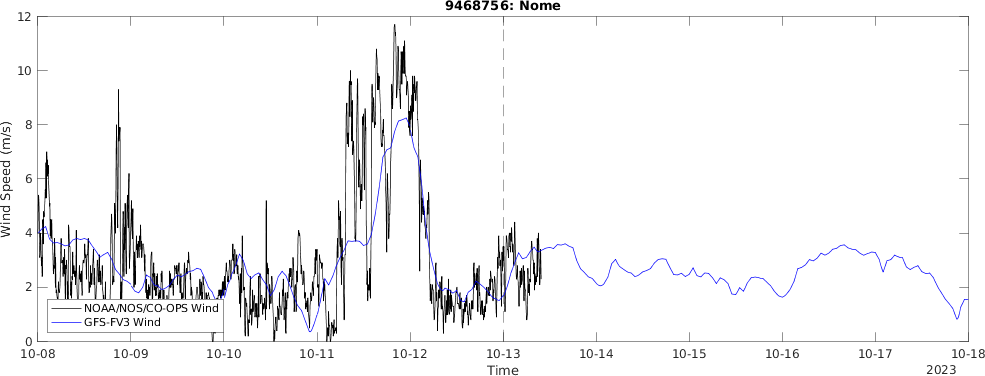 9468756: Nome
12
10
8
6
4
2
0
Wind Speed (m/s)
NOAA/NOS/CO-OPS Wind
GFS-FV3 Wind
10-08 10-09 10-10 10-11 10-12 10-13 10-14 10-15 10-16 10-17 10-18
Time
2023